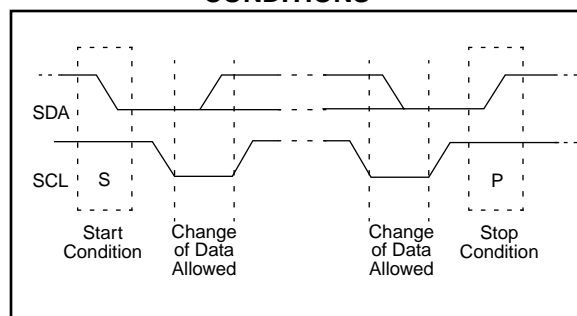 CONDITIONS
SDA
SCL
S
P
Start
Condition
Change
of Data
Allowed
Change
of Data
Allowed
Stop
Condition